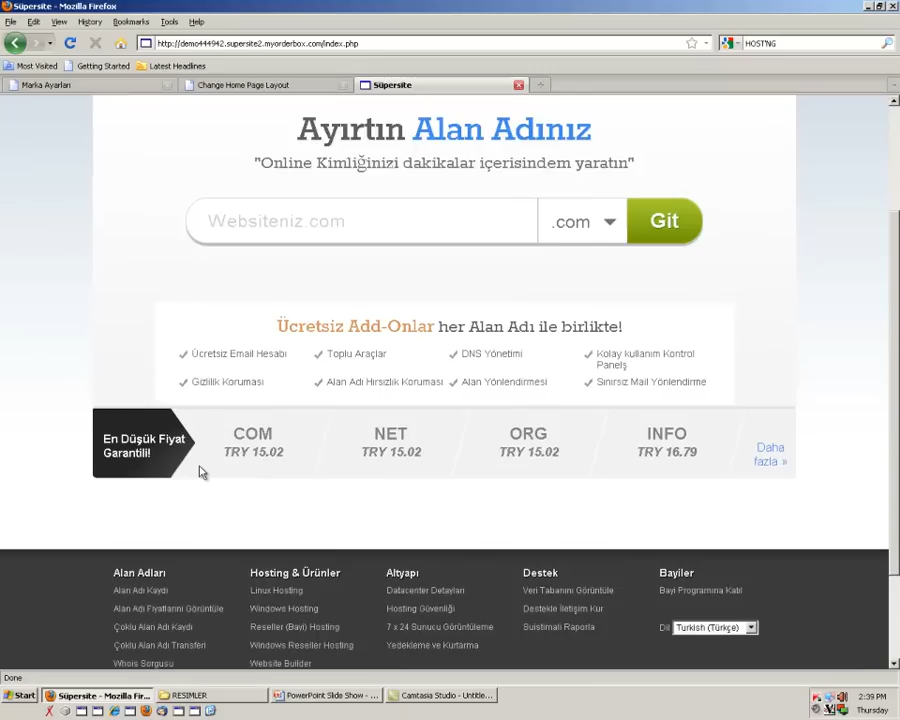 Süpersite - Mozilla Firefox
File Edit View History Bookmarks Tools Help
http://demo444942.supersite2.myorderbox.com/index.php
HOSTING
Most Visited Getting Started Latest Headlines
Marka Ayarları Change Home Page Layout Süpersite
Ayırtın Alan Adınız
"Online Kimliğinizi dakikalar içerisindem yaratın"
Websiteniz.com .com Git
Ücretsiz Add-Onlar her Alan Adı ile birlikte!
Ücretsiz Email Hesabı Toplu Araçlar DNS Yönetimi Kolay kullanım Kontrol
Panelş
Gizlilik Koruması Alan Adı Hırsızlık Koruması Alan Yönlendirmesi Sınırsız Mail Yönlendirme
En Düşük Fiyat
Garantili!
COM NET ORG INFO
TRY 15.02 TRY 15.02 TRY 15.02 TRY 16.79
Daha
fazla »
Alan Adları Hosting & Ürünler Altyapı Destek Bayiler
Alan Adı Kaydı Linux Hosting Datacenter Detayları Veri Tabanını Görüntüle Bayi Programına Katıl
Alan Adı Fiyatlarını Görüntüle Windows Hosting Hosting Güvenliği Destekle İletişim Kur
Çoklu Alan Adı Kaydı Reseller (Bayi) Hosting 7 x 24 Sunucu Görüntüleme Suistimali Raporla Dil Turkish (Türkçe)
Çoklu Alan Adı Transferi Windows Reseller Hosting Yedekleme ve Kurtarma
Whois Sorgusu Website Builder
Done
Start Süpersite - Mozilla Fir... RESIMLER PowerPoint Slide Show - ... Camtasia Studio - Untitle... 2:39 PM
Thursday